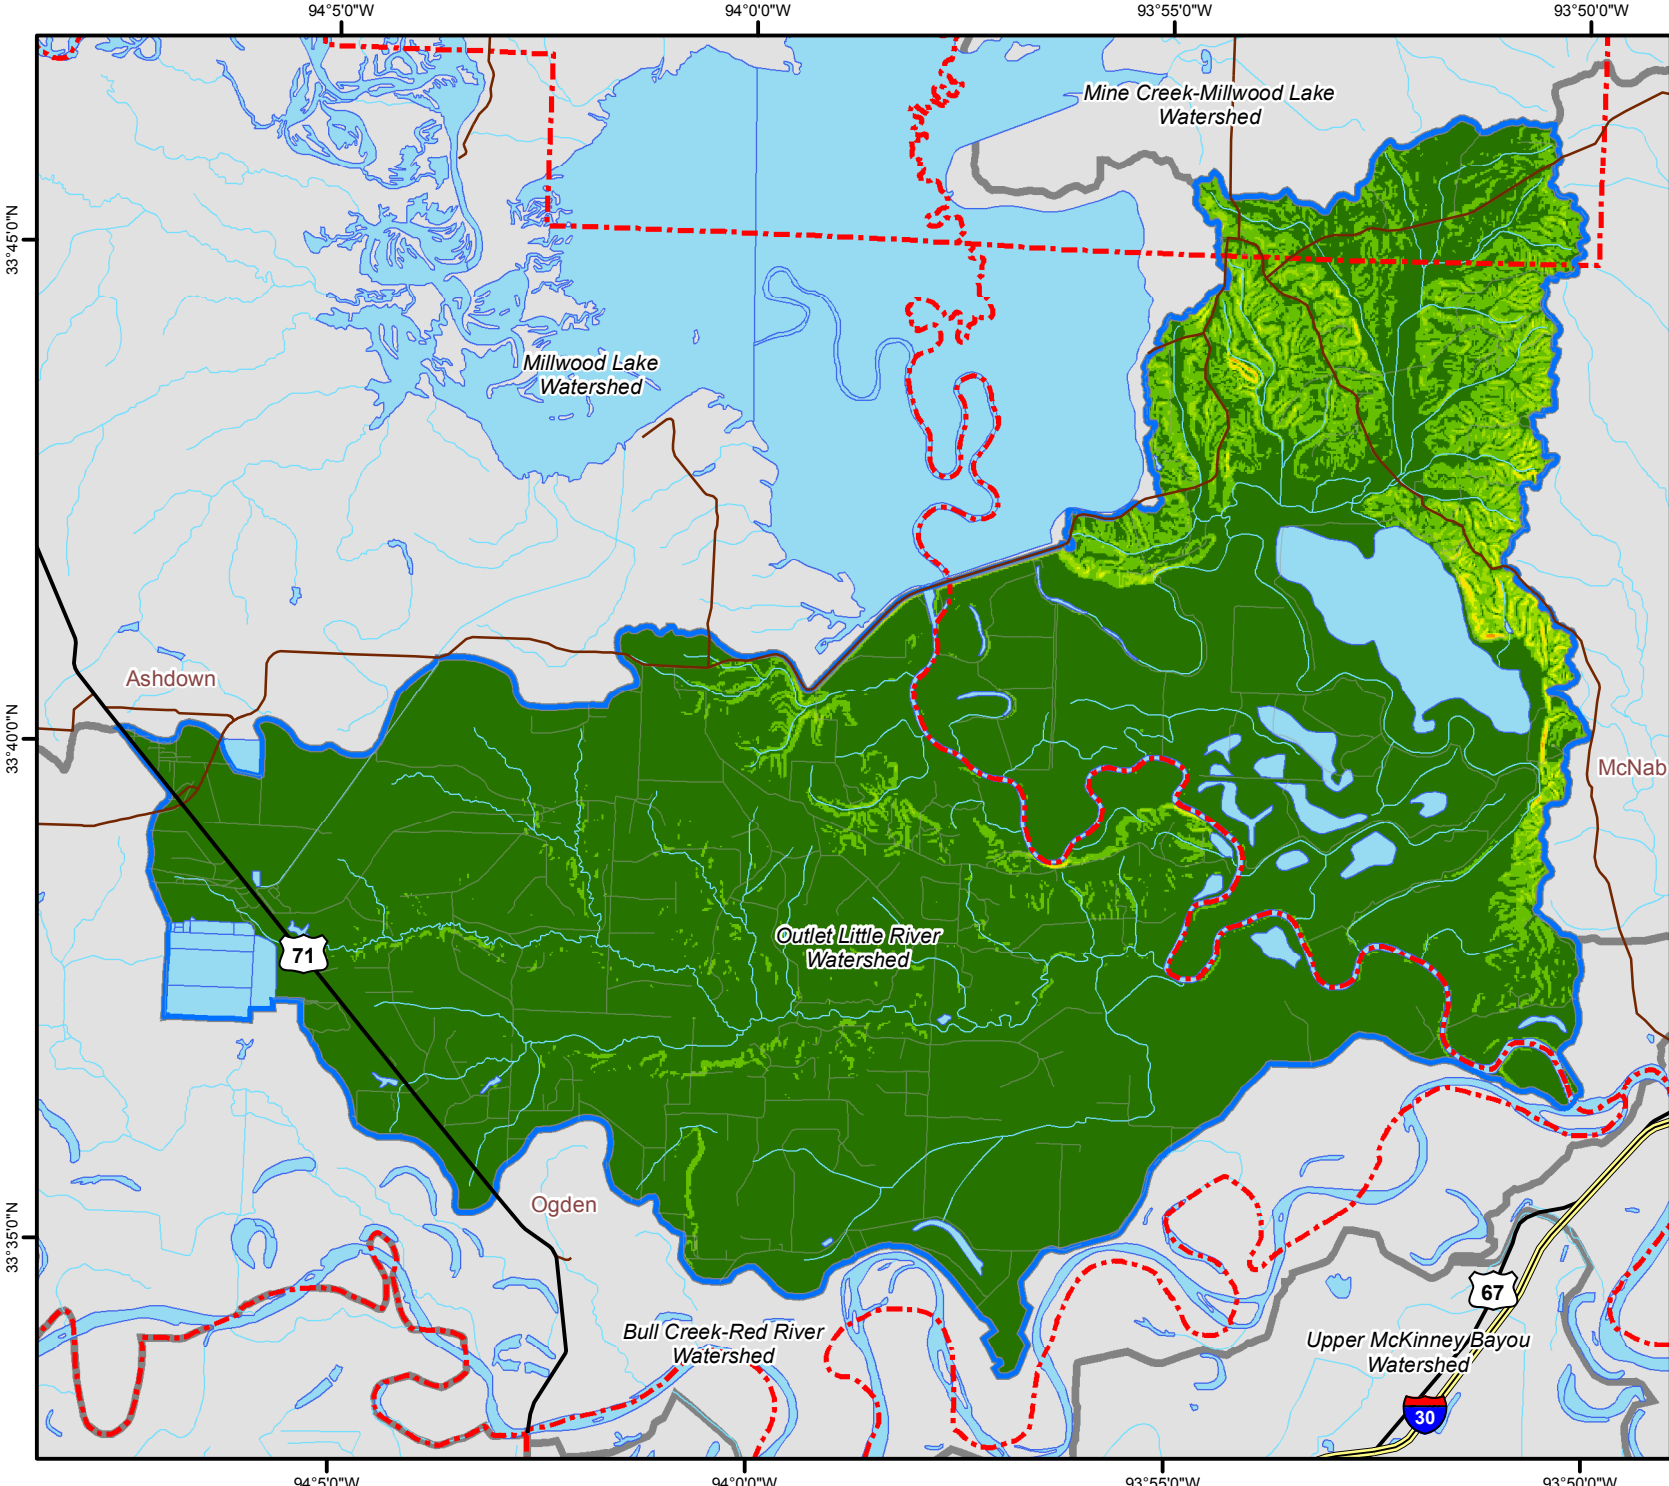 94°5'0"W
94°0'0"W
93°55'0"W
93°50'0"W
Mine Creek-Millwood Lake
Watershed
33°45'0"N
33°45'0"N
Millwood Lake
Watershed
Ashdown
33°40'0"N
McNab
Outlet Little River
Watershed
71
Ogden
33°35'0"N
67
Bull Creek-Red River
Watershed
Upper McKinney Bayou
Watershed
30
94°5'0"W
94°0'0"W
93°55'0"W
93°50'0"W